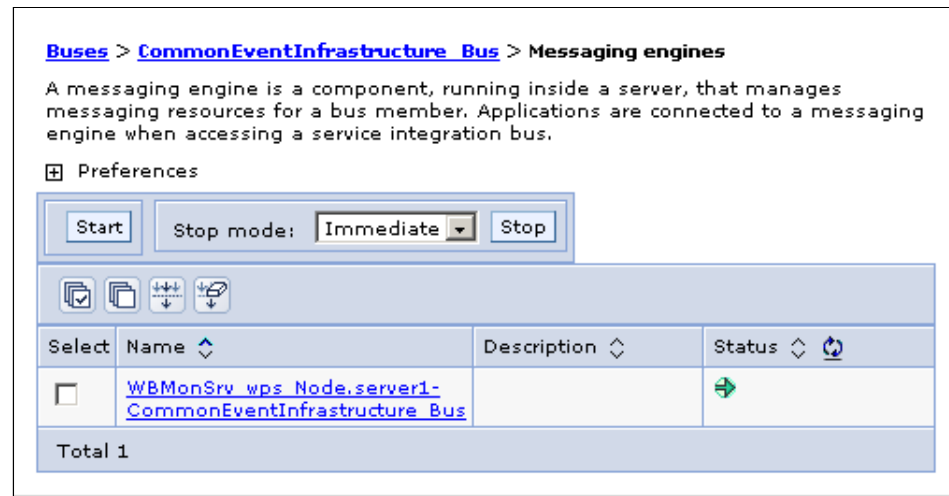 Buses > CommonEventInfrastructure_Bus > Messaging engines
A messaging engine is a component, running inside a server, that manages
messaging resources for a bus member. Applications are connected to a messaging
engine when accessing a service integration bus.
Preferences
Start Stop mode: Immediate Stop
Select Name Description Status
WBMonSrv_wps_Node.server1-
CommonEventInfrastructure_Bus
Total 1